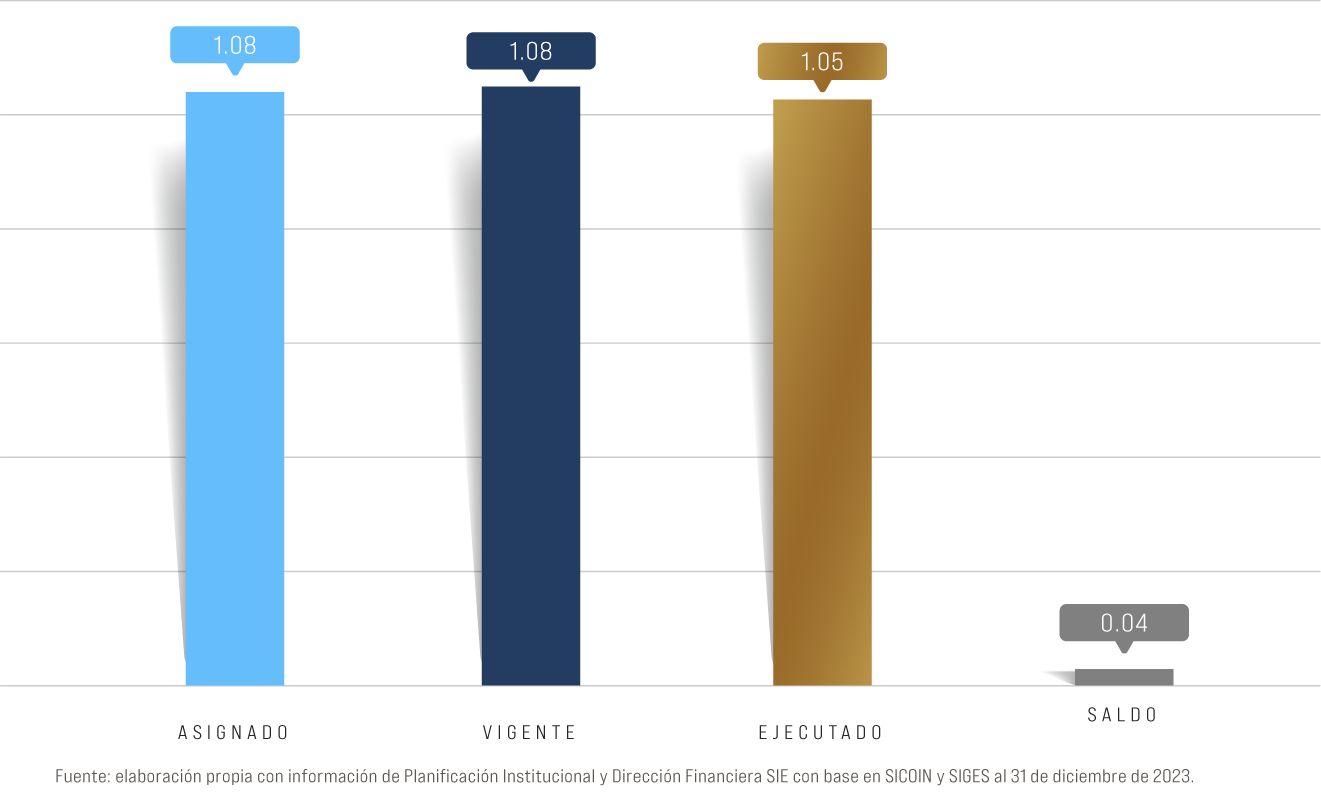 1.08
1.08
1.05
0.04
ASIGNADO
VIGENTE
EJECUTADO
SALDO
Fuente: elaboración propia con información de Planificación Institucional y Dirección Financiera SIE con base en SICOIN y SIGES al 31 de diciembre de 2023.